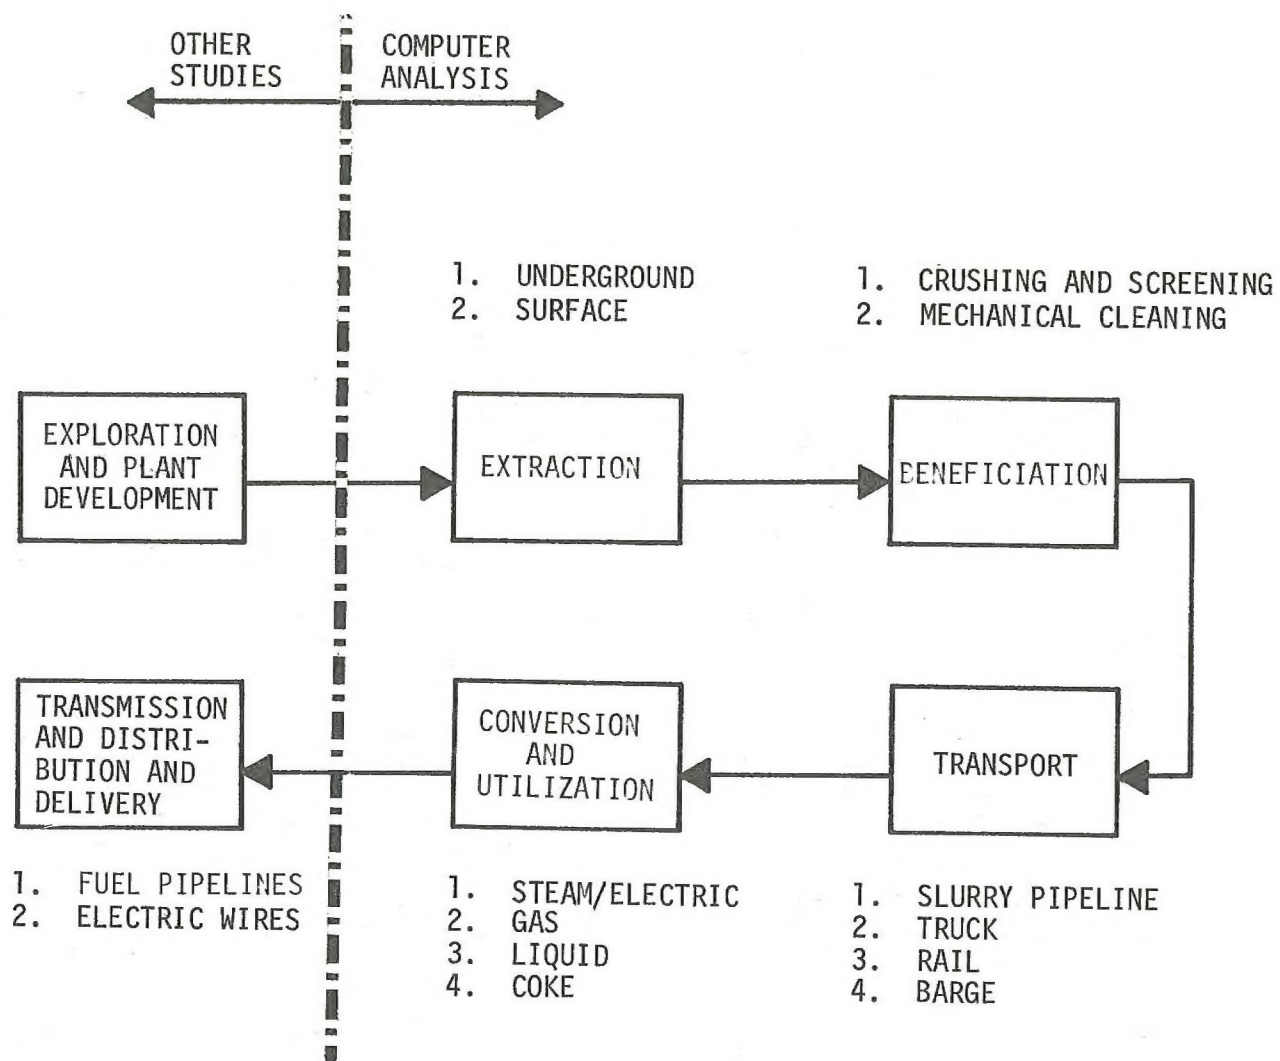 OTHER
STUDIES
COMPUTER
ANALYSIS
1. UNDERGROUND
2. SURFACE
1. CRUSHING AND SCREENING
2. MECHANICAL CLEANING
EXPLORATION
AND PLANT
DEVELOPMENT
EXTRACTION
BENEFICIATION
TRANSMISSION
AND DISTRI-
BUTION AND
DELIVERY
CONVERSION
AND
UTILIZATION
TRANSPORT
1. FUEL PIPELINES
2. ELECTRIC WIRES
1. STEAM/ELECTRIC
2. GAS
3. LIQUID
4. COKE
1. SLURRY PIPELINE
2. TRUCK
3. RAIL
4. BARGE